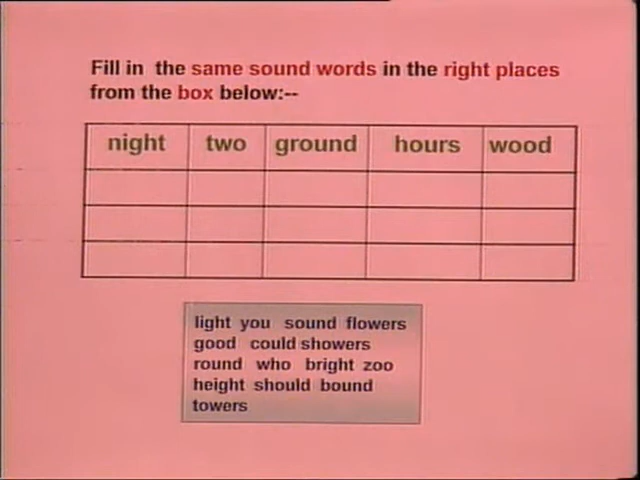 Fill in the same sound words in the right places
from the box below:--
night two ground hours wood
light you sound flowers
good could showers
round who bright zoo
height should bound
towers